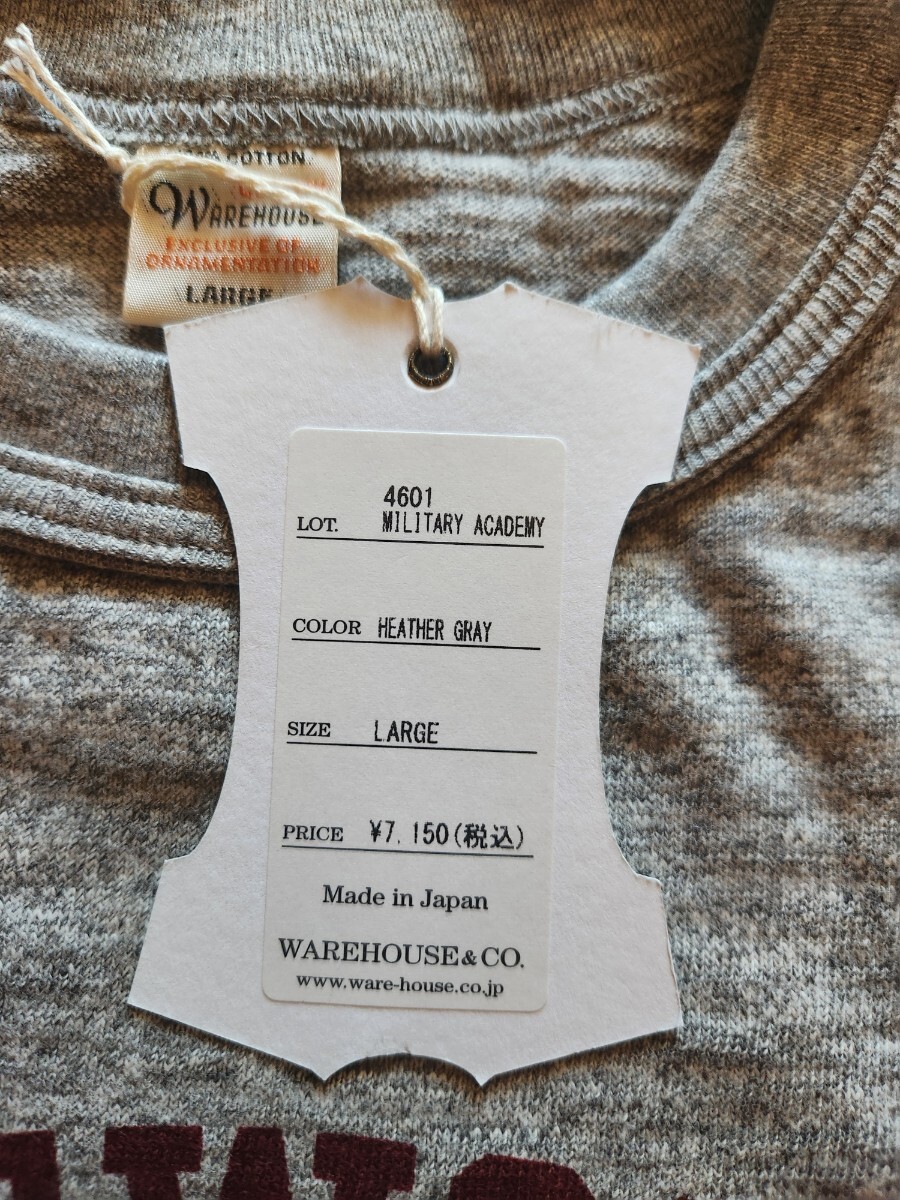 COTTON
WAREHOUSE
EXCLUSIVE OF
ORNAMENTATION
LARGE
4601
LOT. MILITARY ACADEMY
COLOR HEATHER GRAY
SIZE LARGE
PRICE ¥7,150(税込)
Made in Japan
WAREHOUSE & CO.
www.ware-house.co.jp